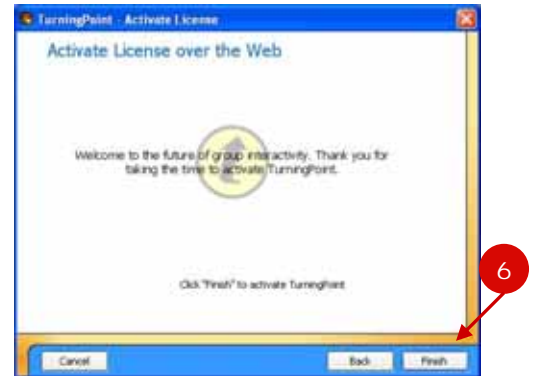 TurningPoint - Activate License
Activate License over the Web
Welcome to the future of group interactivity. Thank you for
taking the time to activate TurningPoint.
Click "Finish" to activate TurningPoint
6
Cancel
Back
Finish